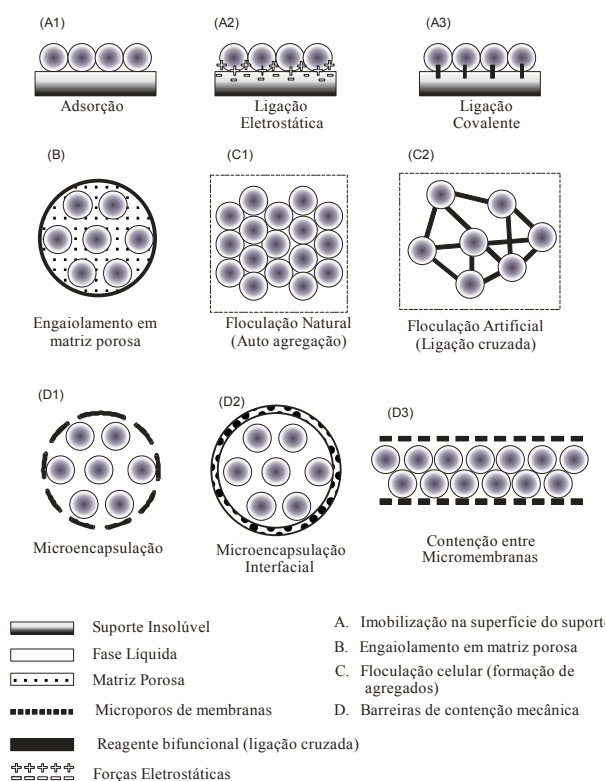 (A1)
(A2)
(A3)
Adsorção
Ligação
Eletrostática
Ligação
Covalente
(B)
(C1)
(C2)
Engaiolamento em
matriz porosa
Floculação Natural
(Auto agregação)
Floculação Artificial
(Ligação cruzada)
(D1)
(D2)
(D3)
Microencapsulação
Microencapsulação
Interfacial
Contenção entre
Micromembranas
Suporte Insolúvel
Fase Líquida
Matriz Porosa
Microporos de membranas
Reagente bifuncional (ligação cruzada)
Forças Eletrostáticas
A. Imobilização na superfície do suporte
B. Engaiolamento em matriz porosa
C. Floculação celular (formação de
agregados)
D. Barreiras de contenção mecânica